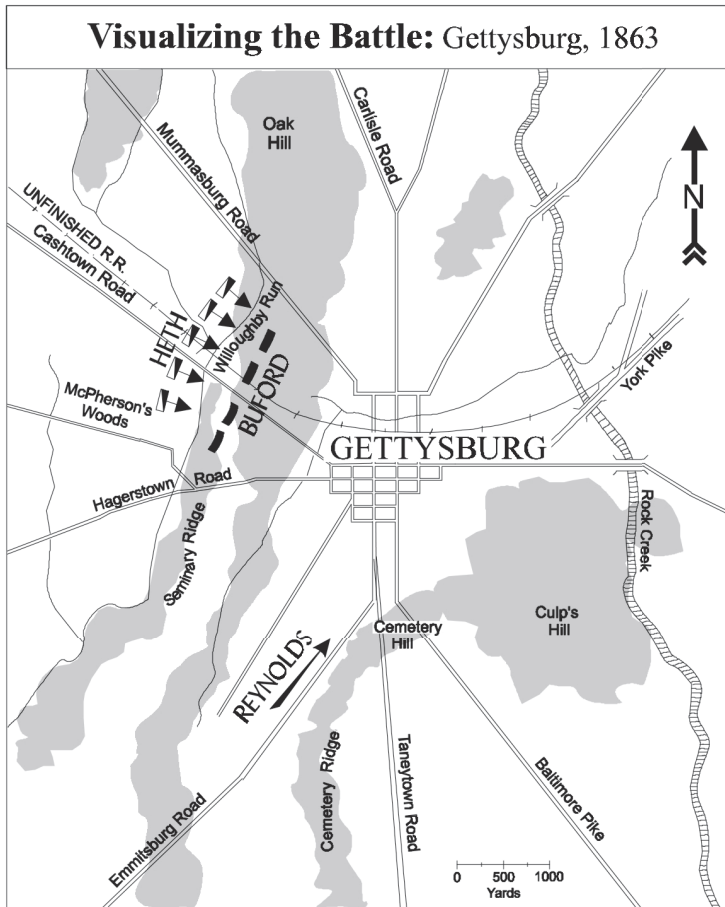 Visualizing the Battle: Gettysburg, 1863
Oak
Hill
Carlisle Road
Mummasburg Road
N
UNFINISHED R.R.
Cashtown Road
HETH
Willoughby Run
BUFORD
McPherson's
Woods
York Pike
GETTYSBURG
Hagerstown Road
Rock Creek
Seminary Ridge
Culp's
Hill
Cemetery
Hill
REYNOLDS
Cemetery Ridge
Taneytown Road
Baltimore Pike
Emmitsburg Road
0 500 1000
Yards